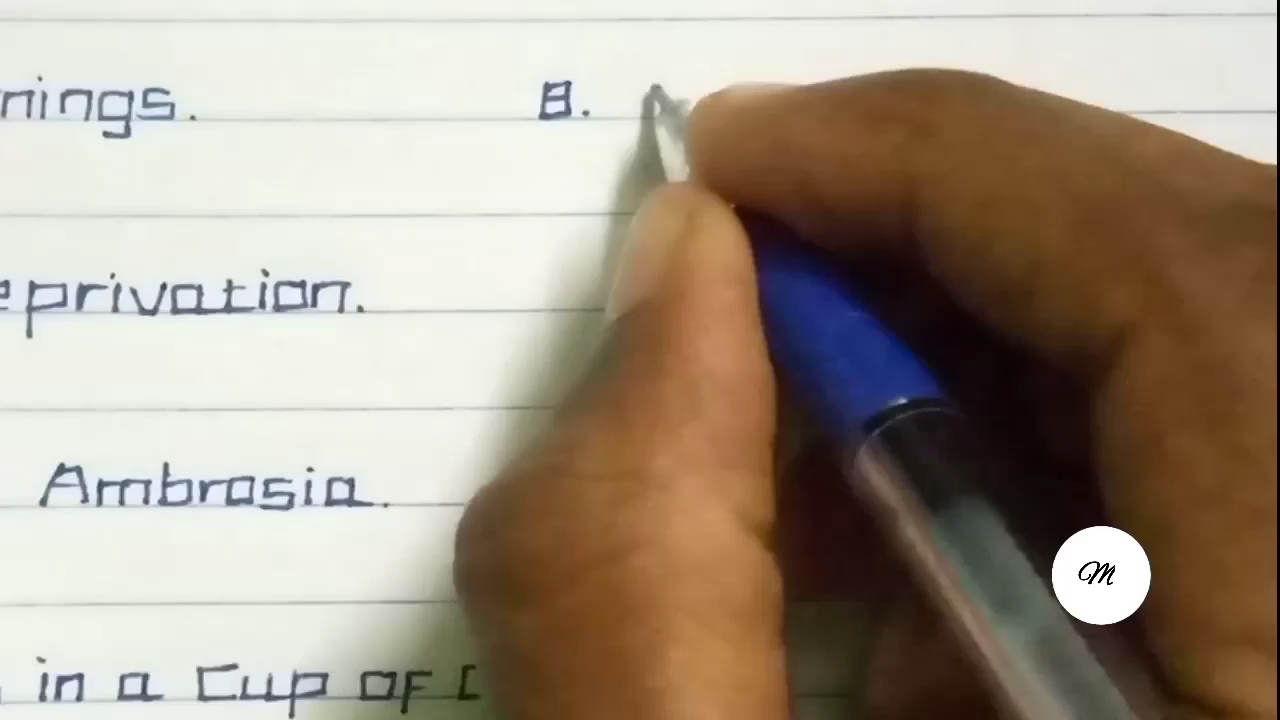 nings. B.
eprivation.
Ambrosia.
in a Cup of
M